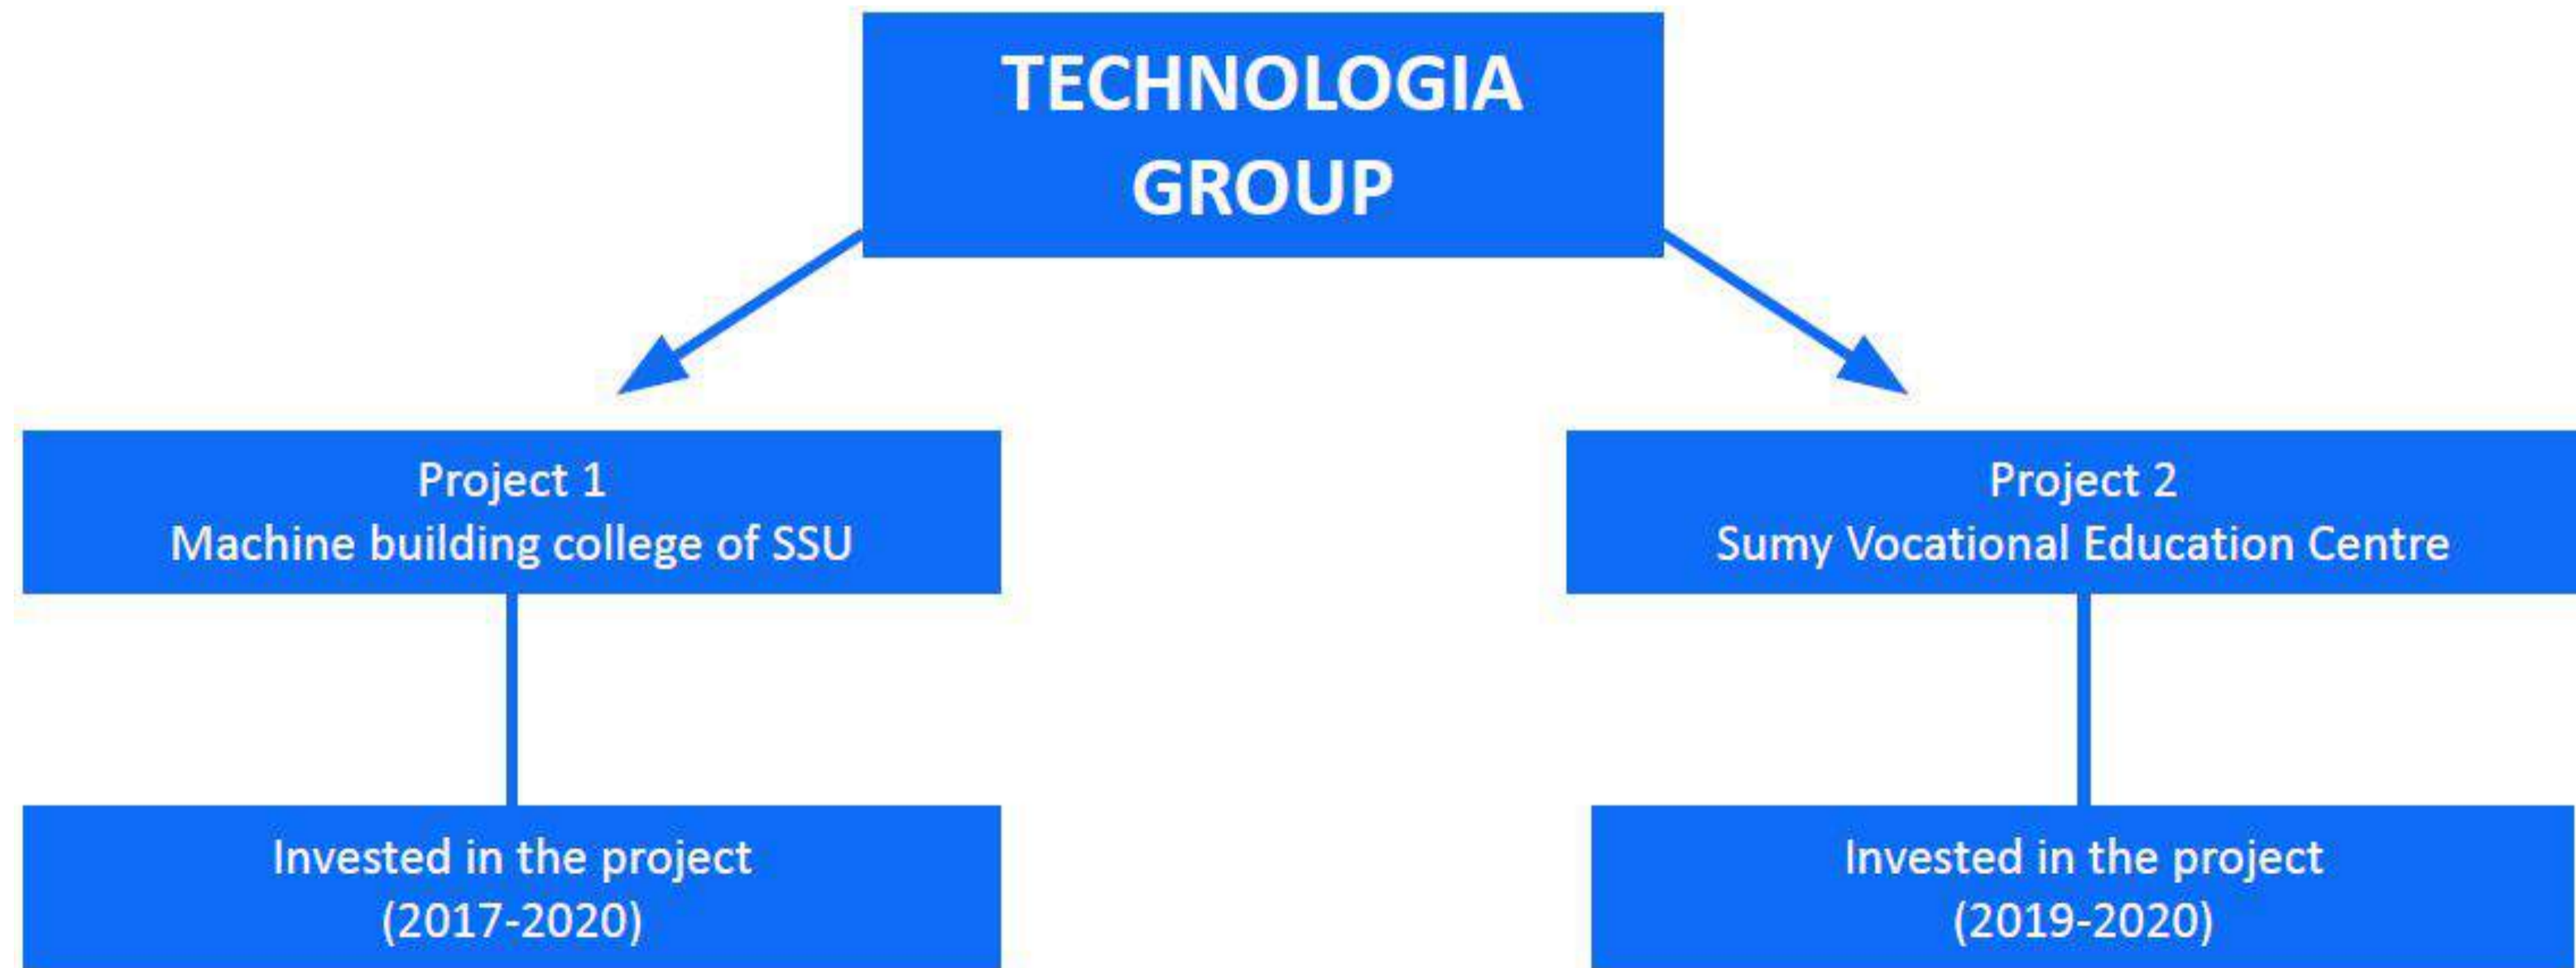 TECHNOLOGIA
GROUP
Project 1
Machine building college of SSU
Project 2
Sumy Vocational Education Centre
Invested in the project
(2017-2020)
Invested in the project
(2019-2020)